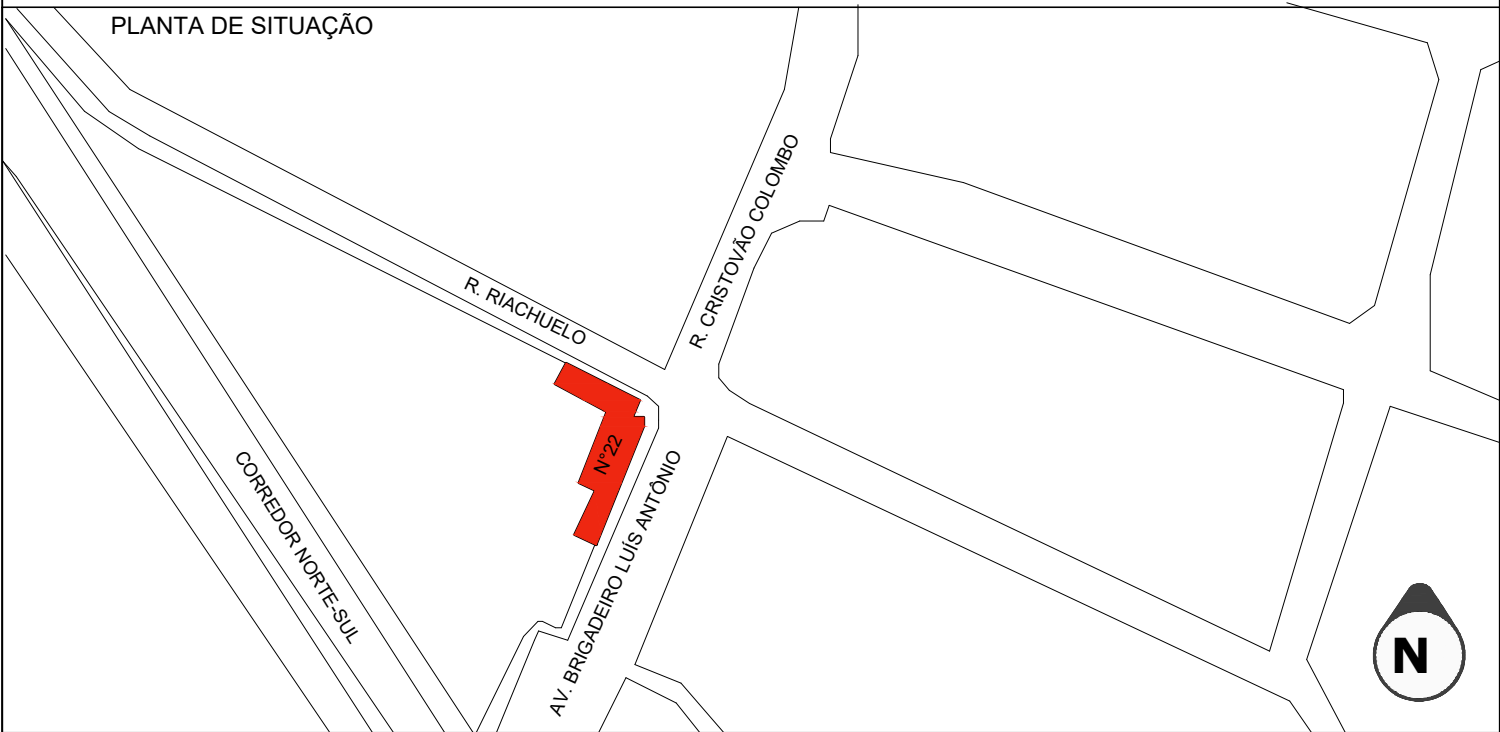 PLANTA DE SITUAÇÃO
R. CRISTOVÃO COLOMBO
R. RIACHUELO
N°22
CORREDOR NORTE-SUL
AV. BRIGADEIRO LUÍS ANTÔNIO
N